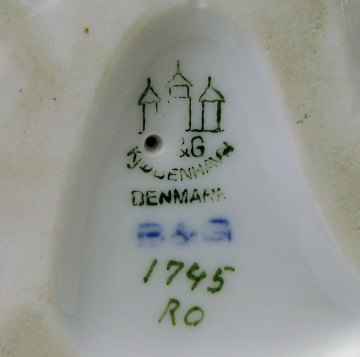 &G
KJØBENHAVN
DENMARK
B&G
1745
RO